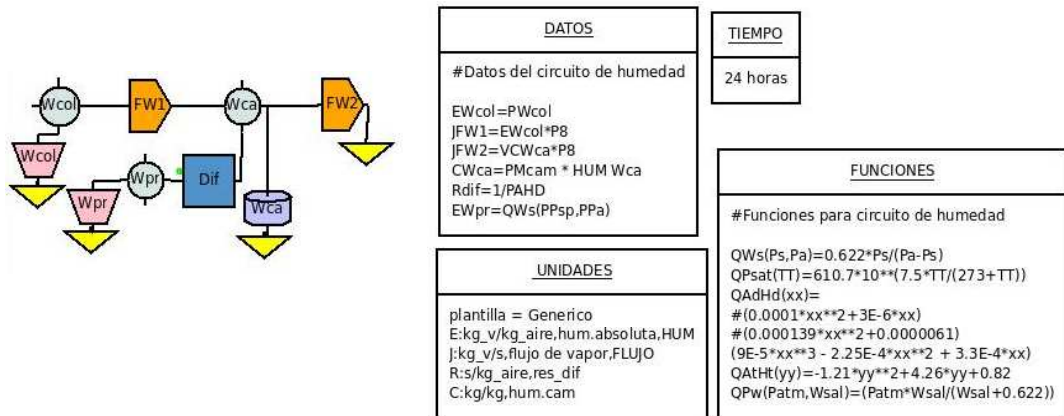 Wcol
FW1
Wca
FW2
Wcol
Wpr
Dif
Wpr
Wca
DATOS
#Datos del circuito de humedad
EWcol=PWcol
JFW1=EWcol*P8
JFW2=VCWca*P8
CWca=PMcam * HUM Wca
Rdif=1/PAHD
EWpr=QWs(PPsp,PPa)
TIEMPO
24 horas
UNIDADES
plantilla = Generico
E:kg_v/kg_aire,hum.absoluta,HUM
J:kg_v/s,flujo de vapor,FLUJO
R:s/kg_aire,res_dif
C:kg/kg,hum.cam
FUNCIONES
#Funciones para circuito de humedad
QWs(Ps,Pa)=0.622*Ps/(Pa-Ps)
QPsat(TT)=610.7*10**(7.5*TT/(273+TT))
QAdHd(xx)=
#(0.0001*xx**2+3E-6*xx)
#(0.000139*xx**2+0.0000061)
(9E-5*xx**3 - 2.25E-4*xx**2 + 3.3E-4*xx)
QAtHt(yy)=-1.21*yy**2+4.26*yy+0.82
QPw(Patm,Wsal)=(Patm*Wsal/(Wsal+0.622))